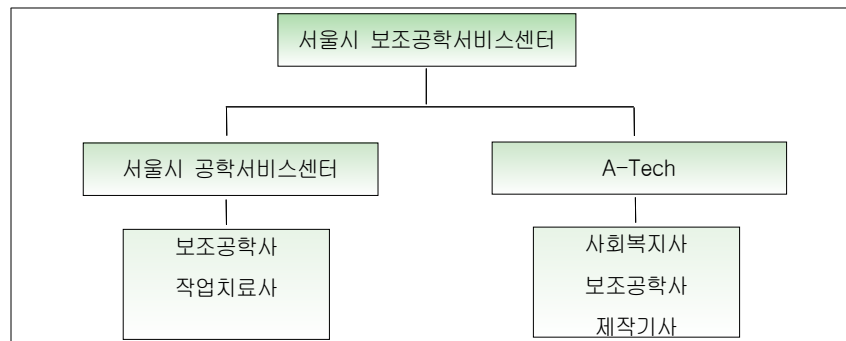 서울시 보조공학서비스센터
서울시 공학서비스센터
A-Tech
보조공학사
작업치료사
사회복지사
보조공학사
제작기사